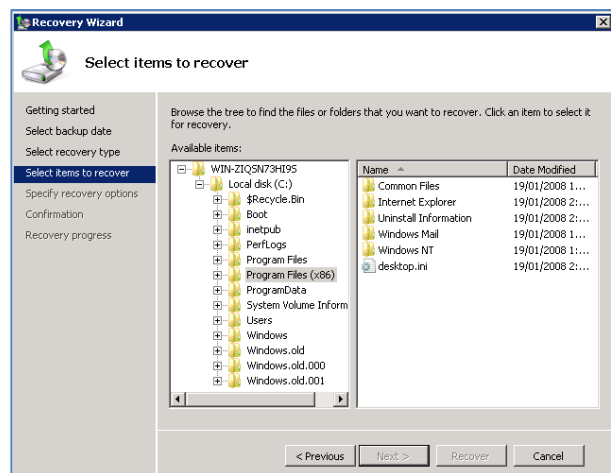 Recovery Wizard
Select items to recover
Getting started
Select backup date
Select recovery type
Select items to recover
Specify recovery options
Confirmation
Recovery progress
Browse the tree to find the files or folders that you want to recover. Click an item to select it
for recovery.
Available items:
WIN-ZIQSN73HI9S
Local disk (C:)
$Recycle.Bin
Boot
inetpub
PerfLogs
Program Files
Program Files (x86)
ProgramData
System Volume Inform
Users
Windows
Windows.old
Windows.old.000
Windows.old.001
Name Date Modified
Common Files 19/01/2008 1...
Internet Explorer 19/01/2008 2:...
Uninstall Information 19/01/2008 2:...
Windows Mail 19/01/2008 1...
Windows NT 19/01/2008 1:...
desktop.ini 19/01/2008 2:...
< Previous Next > Recover Cancel